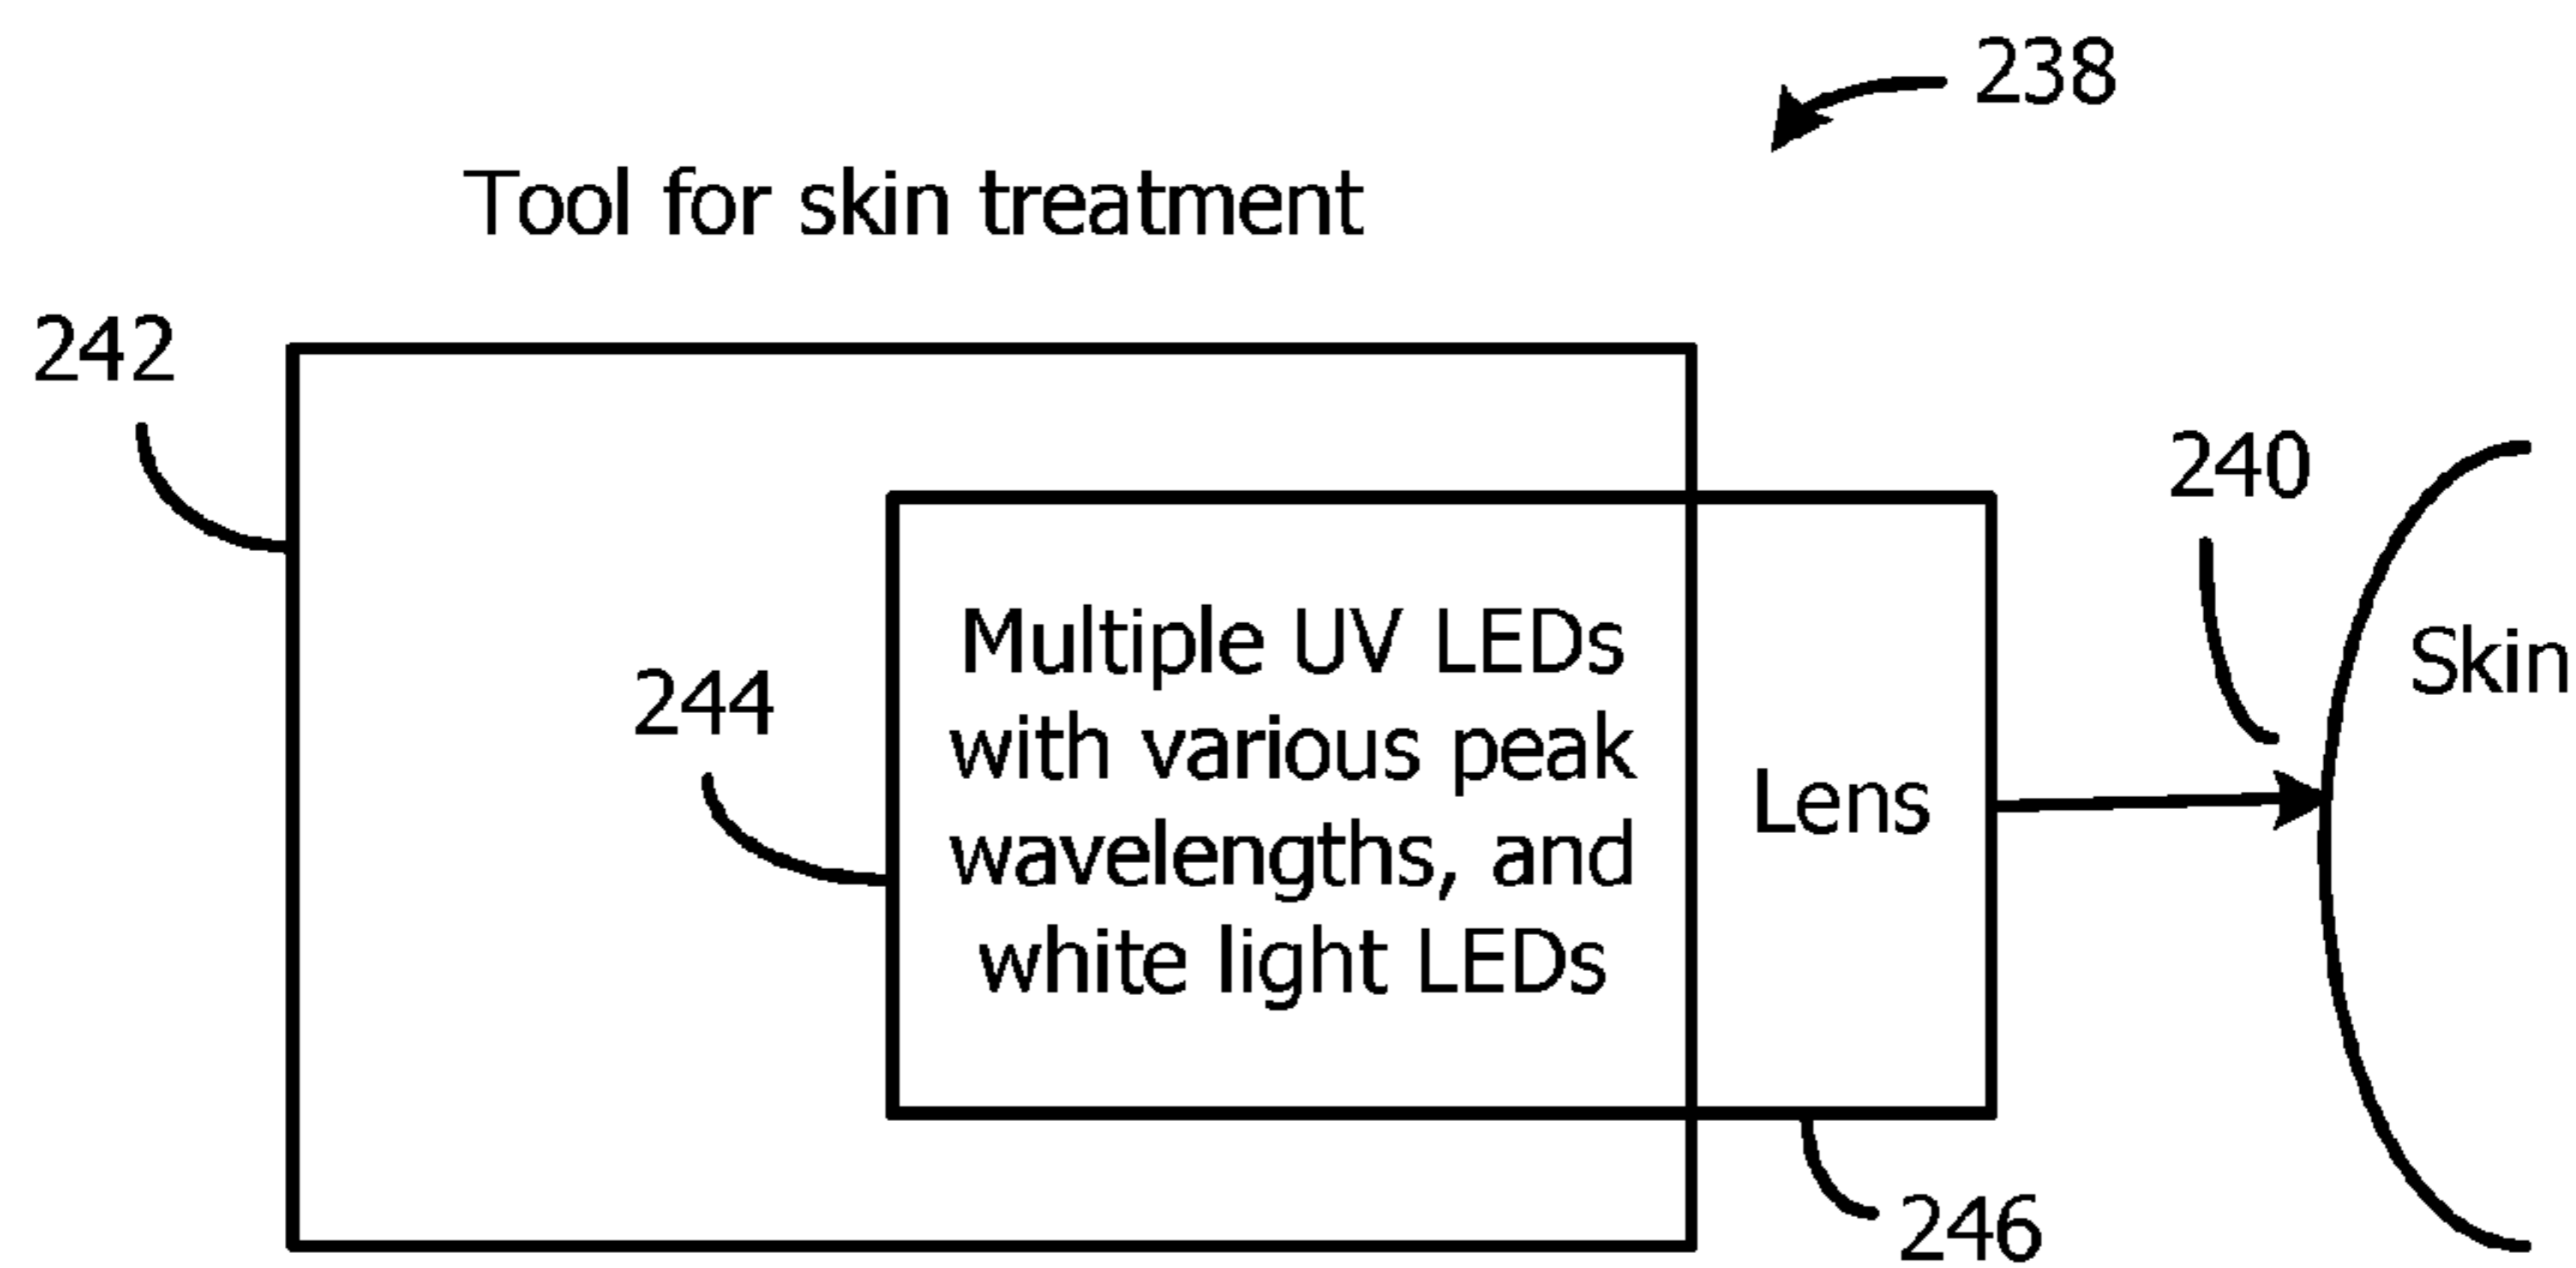 238
Tool for skin treatment
242
240
Skin
Multiple UV LEDs
with various peak
wavelengths, and
white light LEDs
244
Lens
246